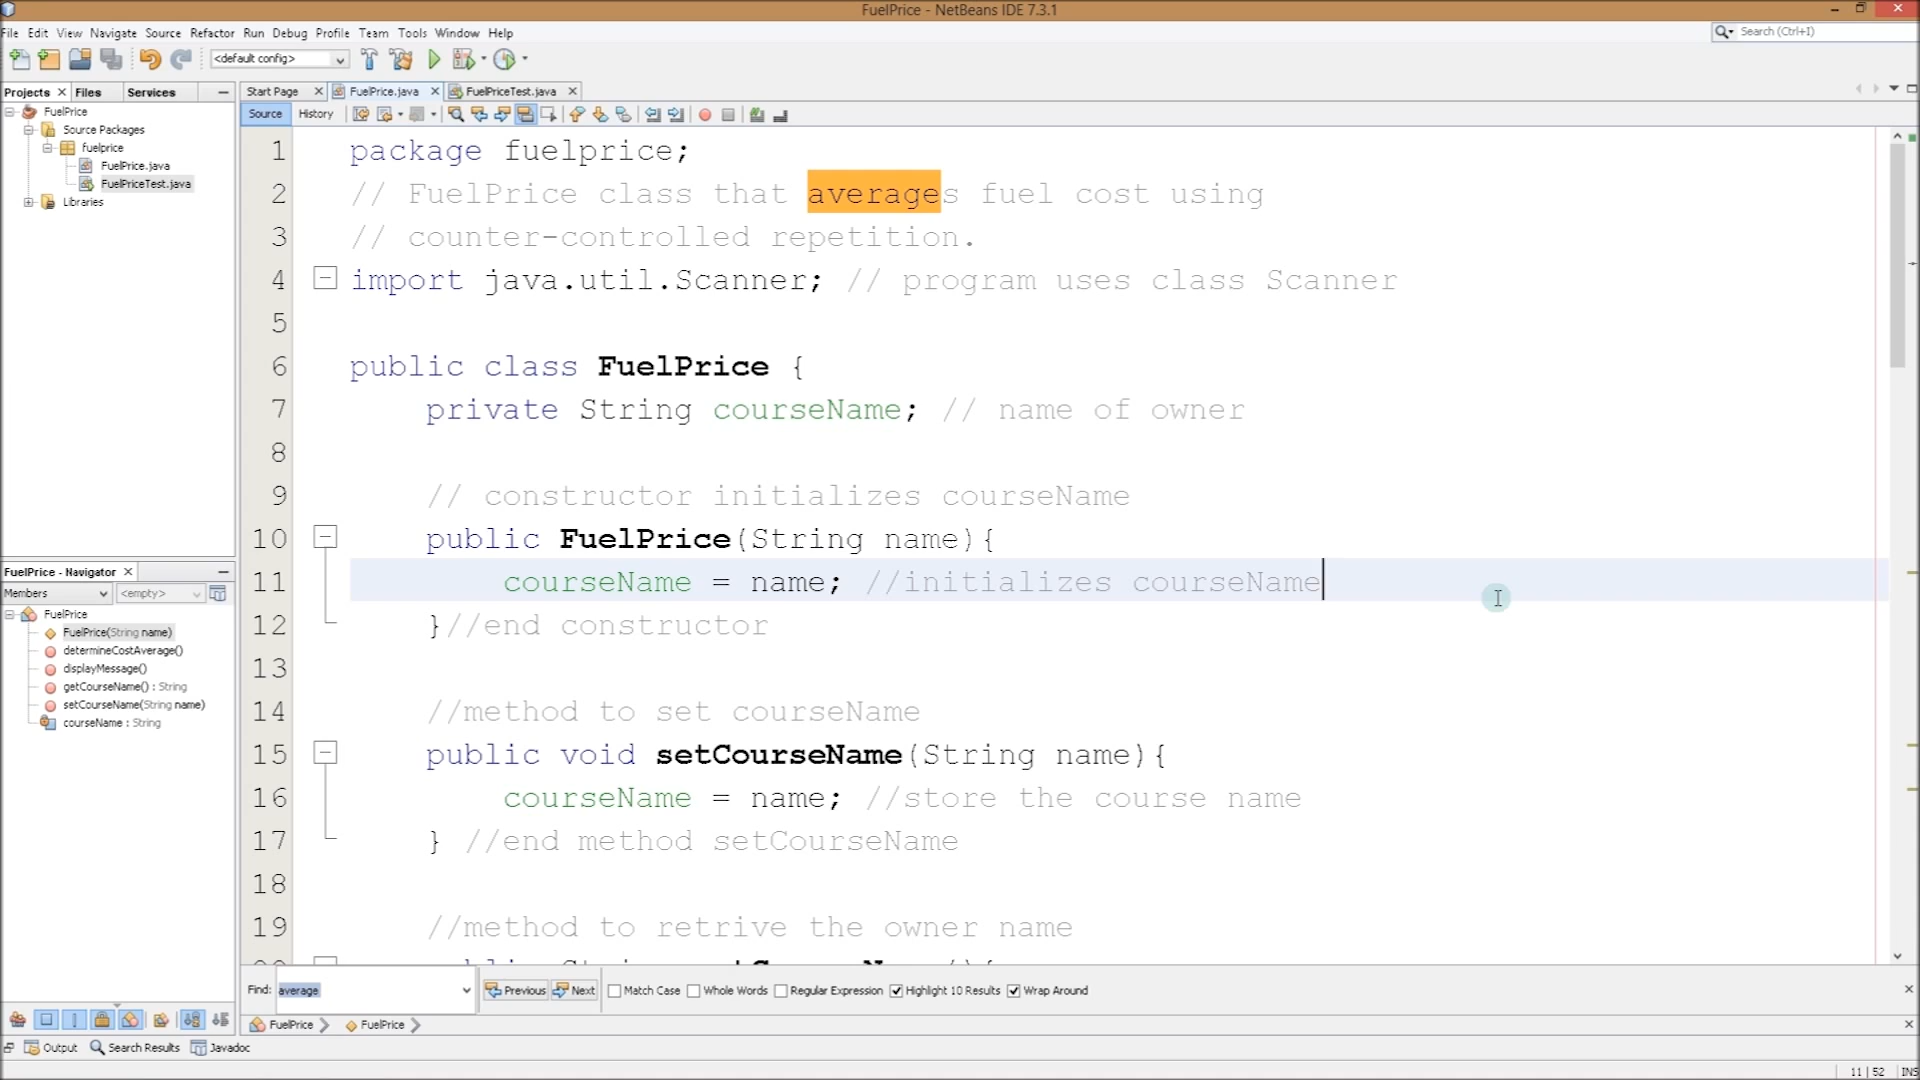 FuelPrice - NetBeans IDE 7.3.1
File Edit View Navigate Source Refactor Run Debug Profile Team Tools Window Help
Search (Ctrl+I)
<default config>
Projects Files Services
Start Page FuelPrice.java FuelPriceTest.java
Source History
FuelPrice
Source Packages
fuelprice
FuelPrice.java
FuelPriceTest.java
Libraries
1 package fuelprice;
2 // FuelPrice class that averages fuel cost using
3 // counter-controlled repetition.
4 import java.util.Scanner; // program uses class Scanner
5
6 public class FuelPrice {
7 private String courseName; // name of owner
8
9 // constructor initializes courseName
10 public FuelPrice(String name){
11 courseName = name; //initializes courseName
12 }//end constructor
13
14 //method to set courseName
15 public void setCourseName(String name){
16 courseName = name; //store the course name
17 } //end method setCourseName
18
19 //method to retrive the owner name
FuelPrice - Navigator
Members <empty>
FuelPrice
FuelPrice(String name)
determineCostAverage()
displayMessage()
getCourseName() : String
setCourseName(String name)
courseName : String
Find: average Previous Next Match Case Whole Words Regular Expression Highlight 10 Results Wrap Around
FuelPrice FuelPrice
Output Search Results Javadoc
11 | 52 INS